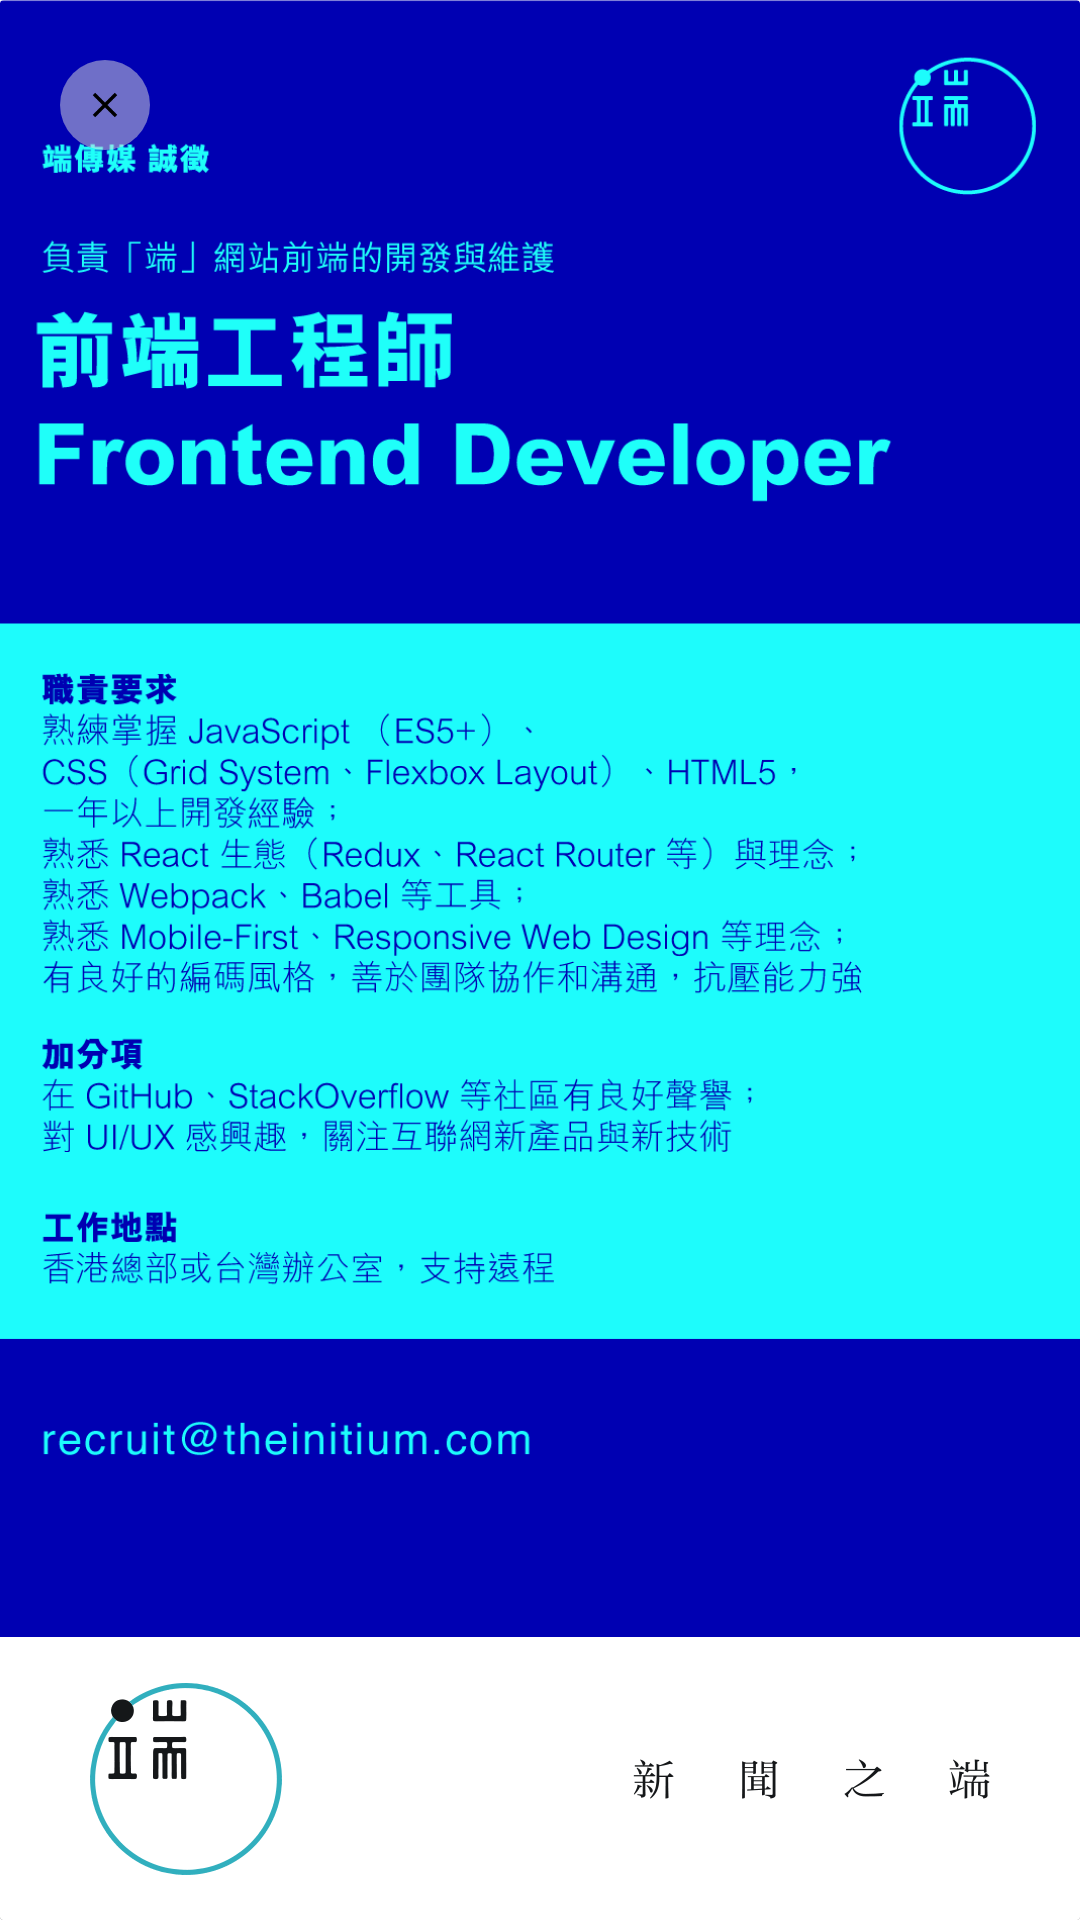 端
端傳媒 誠徵
負責「端」網站前端的開發與維護
前端工程師
Frontend Developer
職責要求
熟練掌握 JavaScript （ES5+）、
CSS（Grid System、Flexbox Layout）、HTML5，
一年以上開發經驗；
熟悉 React 生態（Redux、React Router 等）與理念；
熟悉 Webpack、Babel 等工具；
熟悉 Mobile-First、Responsive Web Design 等理念；
有良好的編碼風格，善於團隊協作和溝通，抗壓能力強
加分項
在 GitHub、StackOverflow 等社區有良好聲譽；
對 UI/UX 感興趣，關注互聯網新產品與新技術
工作地點
香港總部或台灣辦公室，支持遠程
recruit@theinitium.com
端
新聞之端